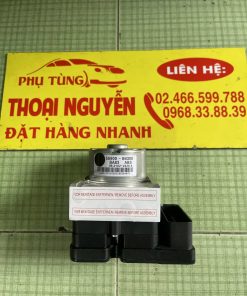 PHỤ TÙNG
THOẠI NGUYỄN
ĐẶT HÀNG NHANH
LIÊN HỆ:
02.466.599.788
0968.33.88.39